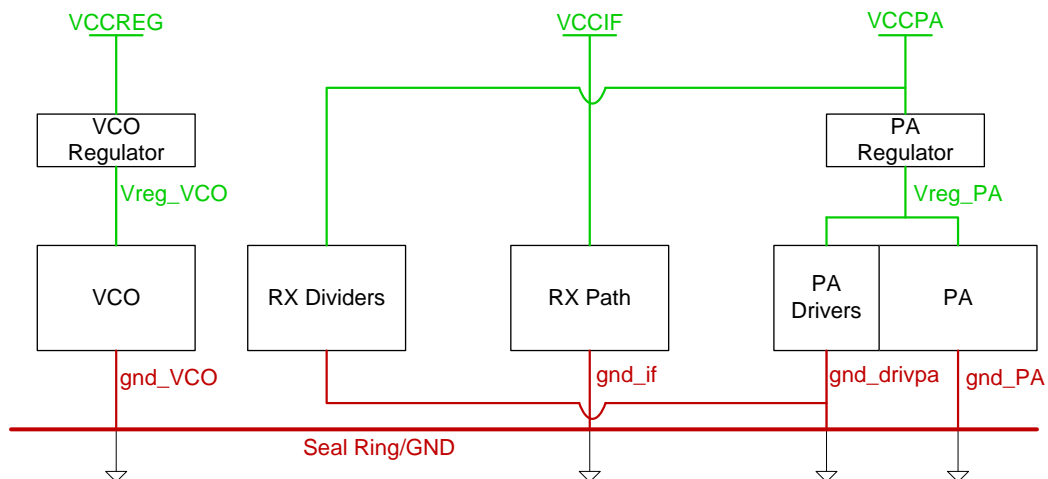 VCCREG
VCCIF
VCCPA
VCO
Regulator
PA
Regulator
Vreg_VCO
Vreg_PA
VCO
RX Dividers
RX Path
PA
Drivers
PA
gnd_VCO
gnd_if
gnd_drivpa
gnd_PA
Seal Ring/GND